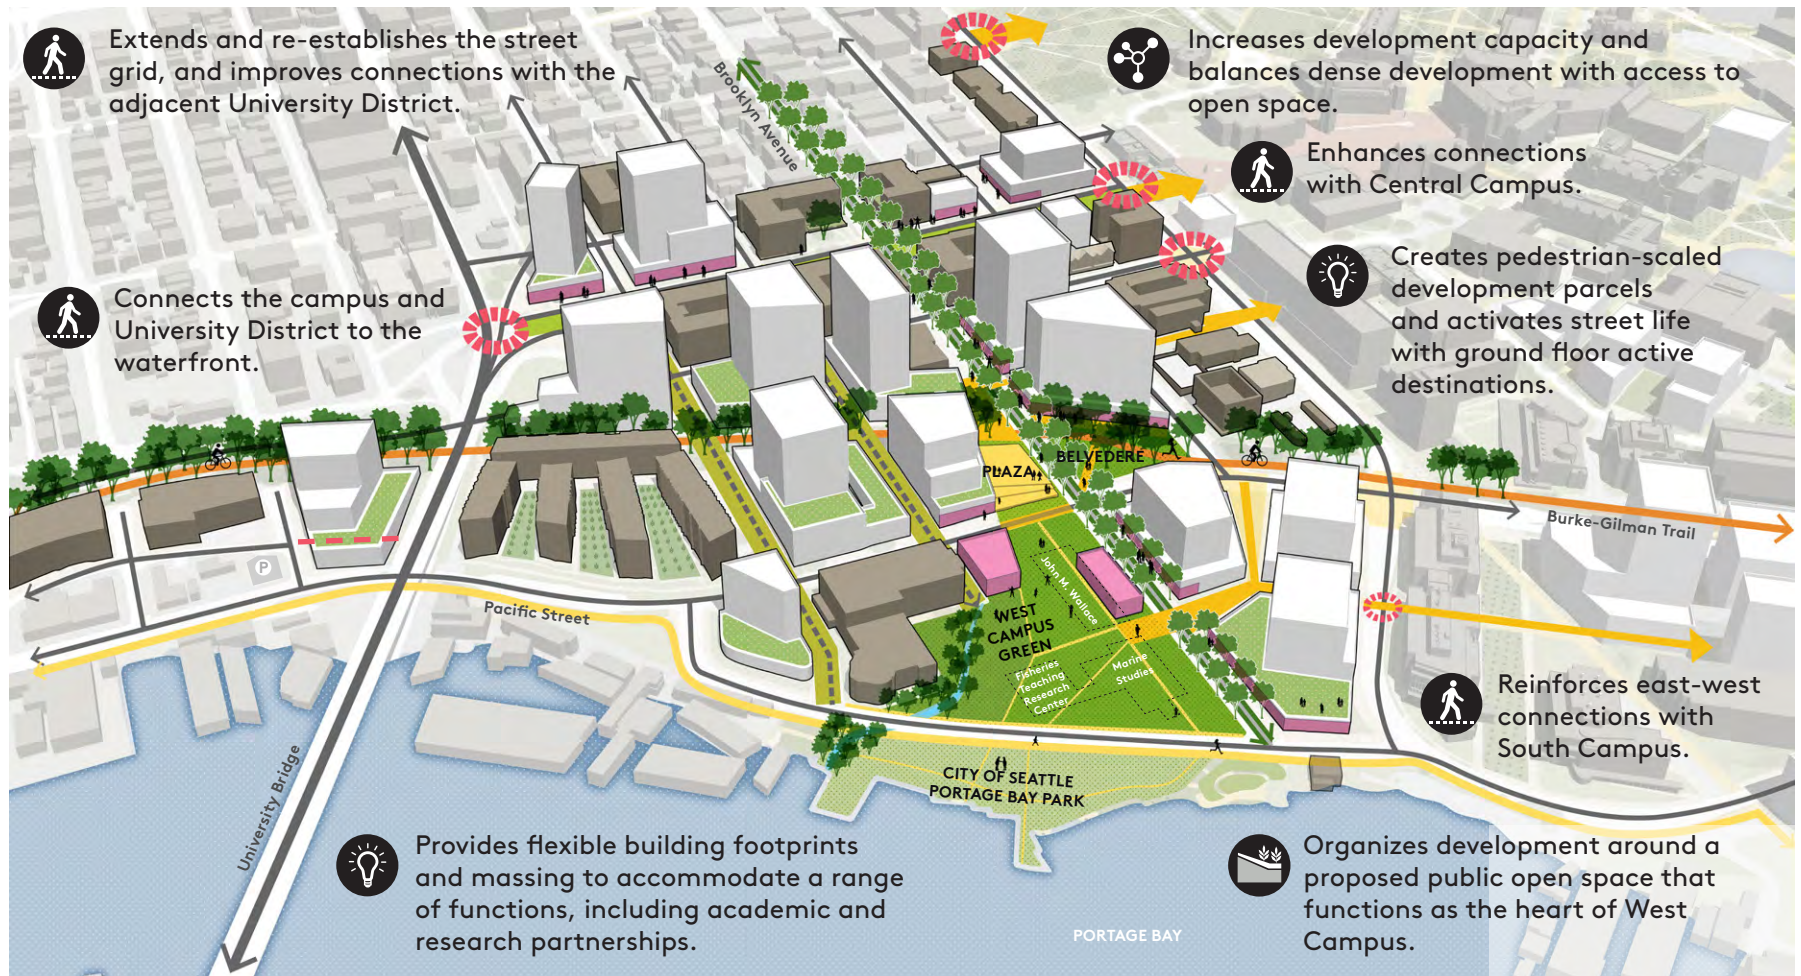 Extends and re-establishes the street
grid, and improves connections with the
adjacent University District.
Brooklyn Avenue
Increases development capacity and
balances dense development with access to
open space.
Enhances connections
with Central Campus.
Connects the campus and
University District to the
waterfront.
Creates pedestrian-scaled
development parcels
and activates street life
with ground floor active
destinations.
PLAZA
BELVEDERE
Burke-Gilman Trail
P
Pacific Street
John M. Wallace
WEST
CAMPUS
GREEN
Fisheries
Teaching
Research
Center
Marine
Studies
Reinforces east-west
connections with
South Campus.
University Bridge
CITY OF SEATTLE
PORTAGE BAY PARK
Provides flexible building footprints
and massing to accommodate a range
of functions, including academic and
research partnerships.
PORTAGE BAY
Organizes development around a
proposed public open space that
functions as the heart of West
Campus.